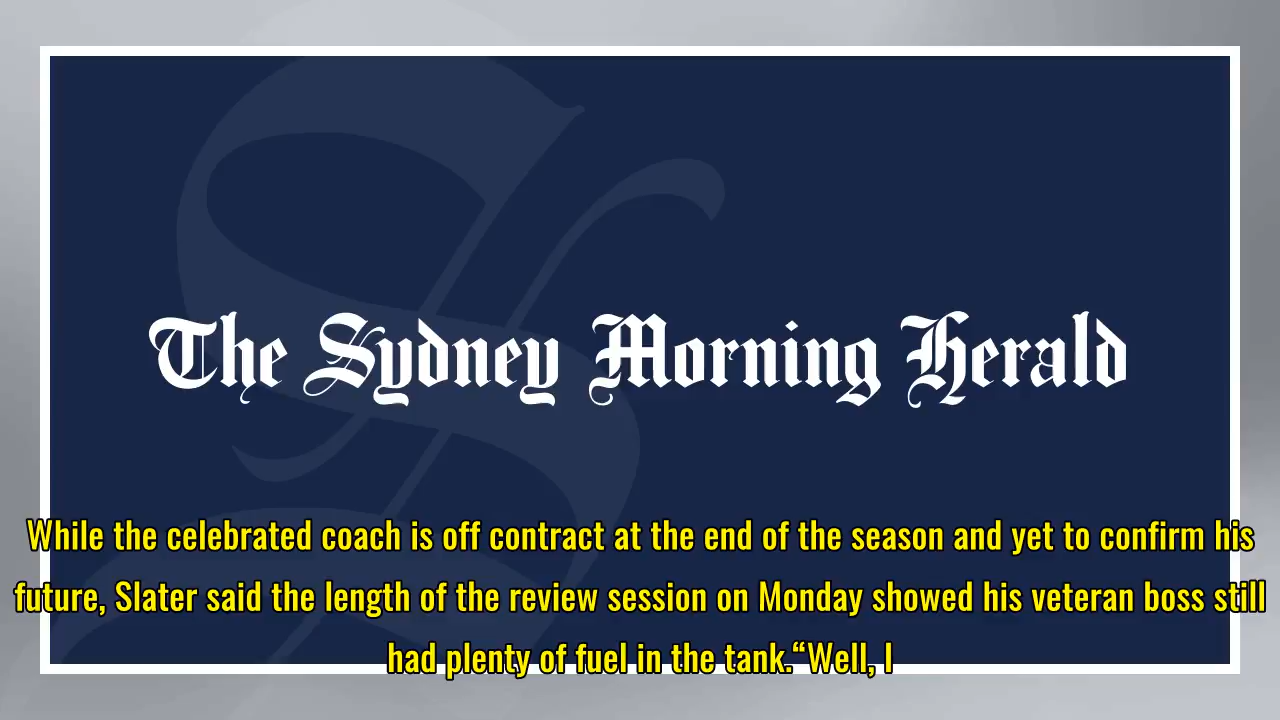 The Sydney Morning Herald
While the celebrated coach is off contract at the end of the season and yet to confirm his
future, Slater said the length of the review session on Monday showed his veteran boss still
had plenty of fuel in the tank.“Well, I